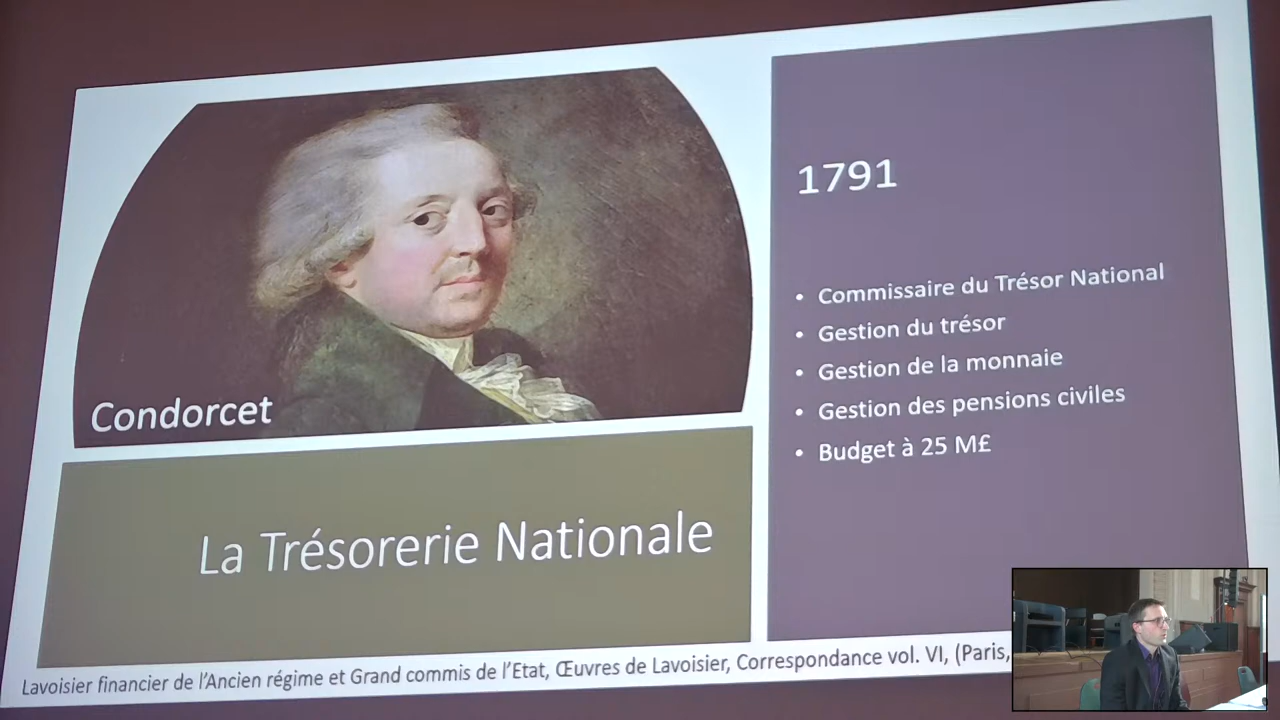 Condorcet
La Trésorerie Nationale
1791
• Commissaire du Trésor National
• Gestion du trésor
• Gestion de la monnaie
• Gestion des pensions civiles
• Budget à 25 M£
Lavoisier financier de l’Ancien régime et Grand commis de l’Etat, Œuvres de Lavoisier, Correspondance vol. VI, (Paris,